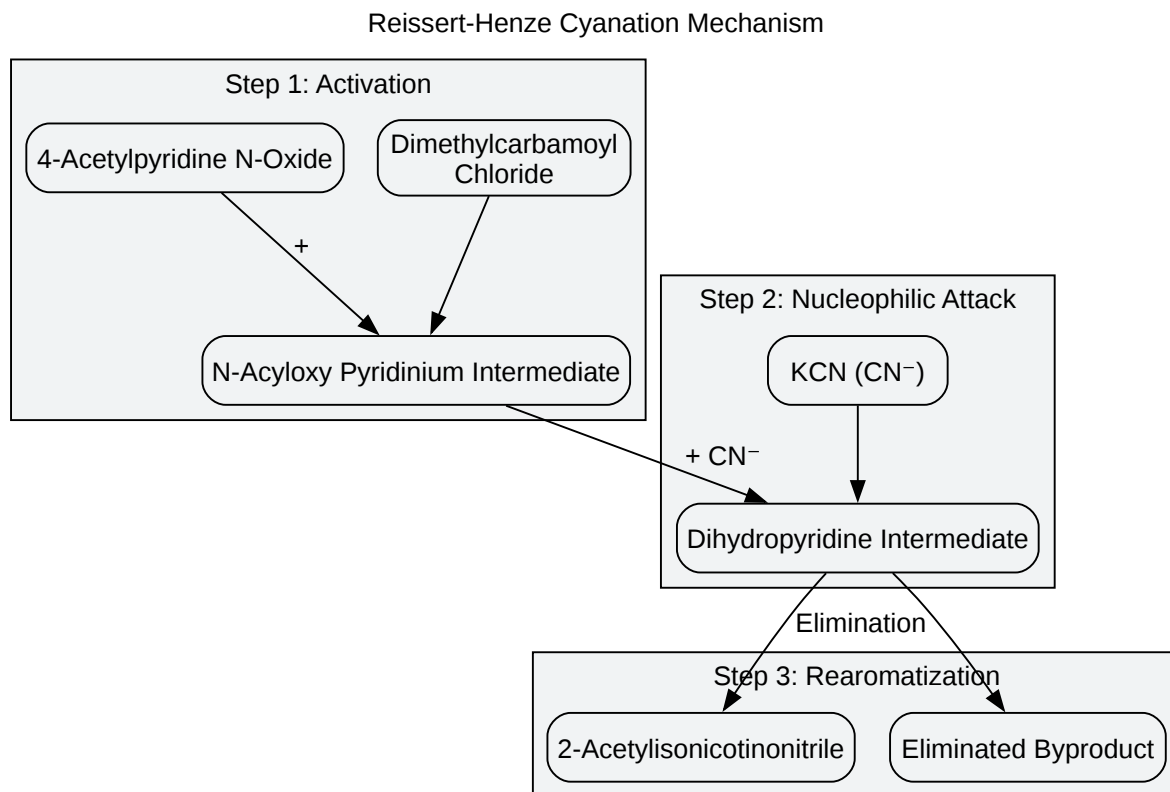 Reissert-Henze Cyanation Mechanism
Step 1: Activation
4-Acetylpyridine N-Oxide
Dimethylcarbamoyl
Chloride
+
N-Acyloxy Pyridinium Intermediate
Step 2: Nucleophilic Attack
KCN (CN⁻)
+ CN⁻
Dihydropyridine Intermediate
Elimination
Step 3: Rearomatization
2-Acetylisonicotinonitrile
Eliminated Byproduct